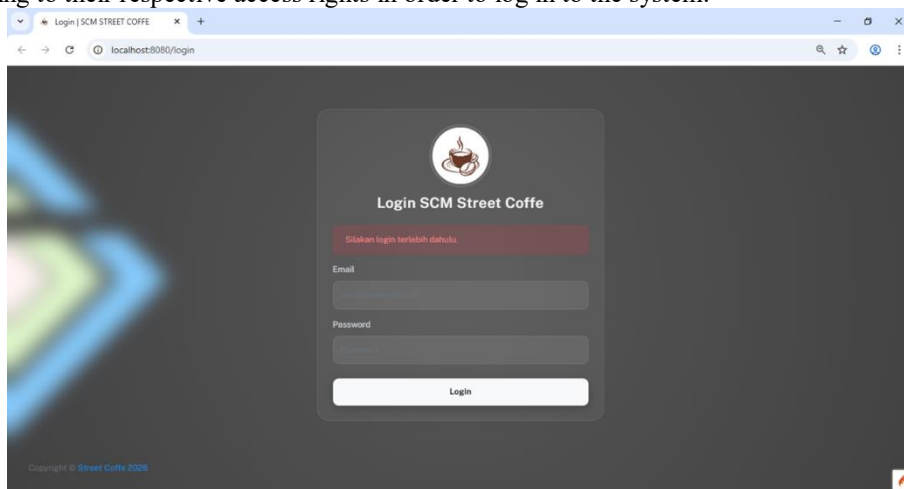 ng to their respective access rights in order to log in to the system.
Login | SCM STREET COFFE
localhost:8080/login
Login SCM Street Coffe
Silakan login terlebih dahulu.
Email
Password
Login
Copyright © Street Coffe 2026